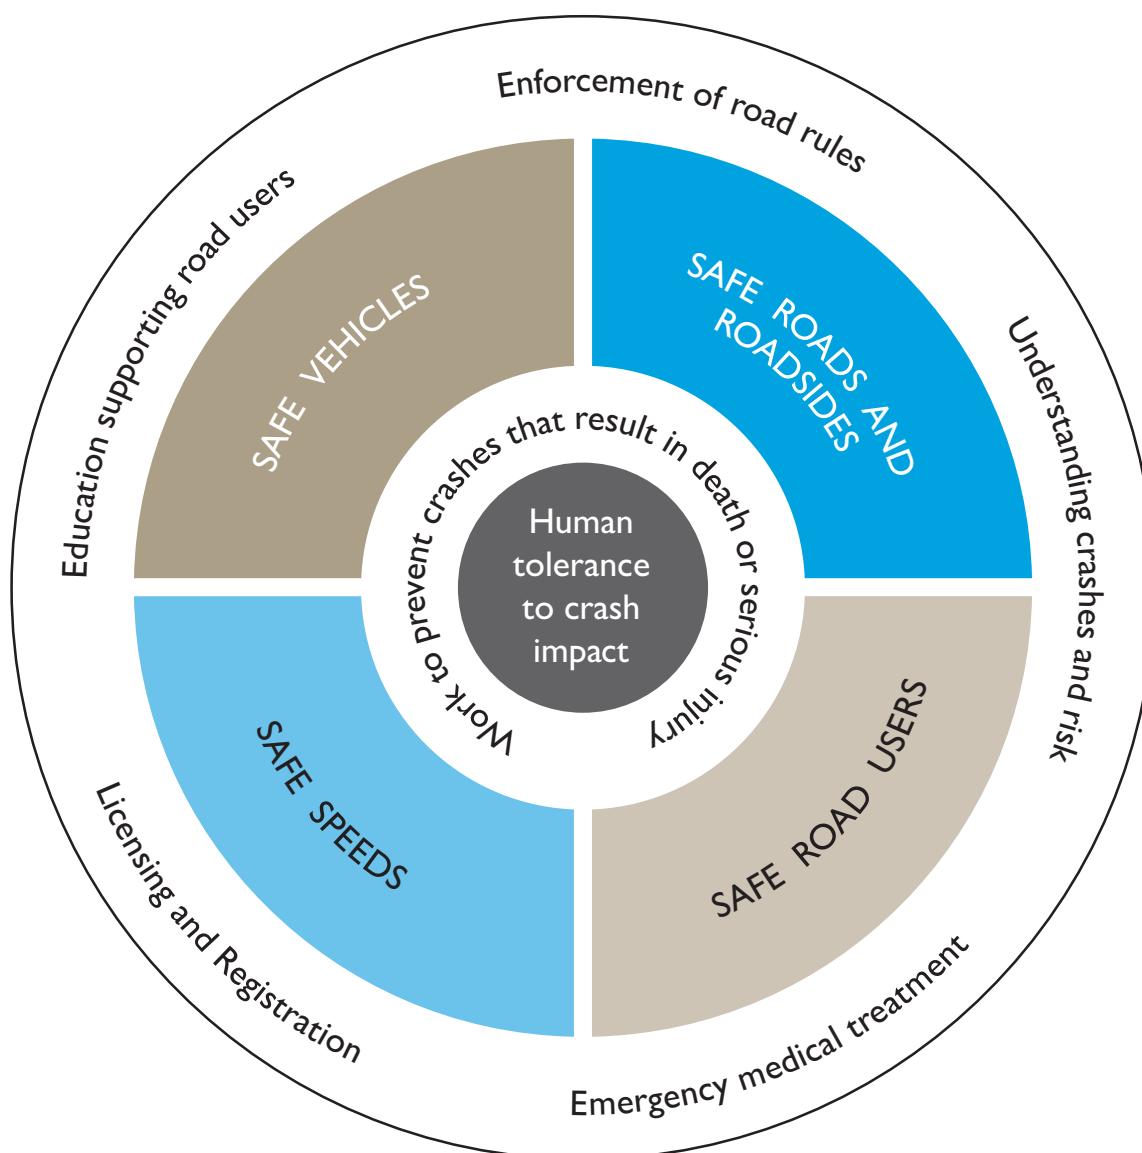 Enforcement of road rules
Understanding crashes and risk
Emergency medical treatment
Licensing and Registration
Education supporting road users
SAFE VEHICLES
SAFE ROADS AND
ROADSIDES
SAFE ROAD USERS
SAFE SPEEDS
Work to prevent crashes that result in death or serious injury
Human
tolerance
to crash
impact